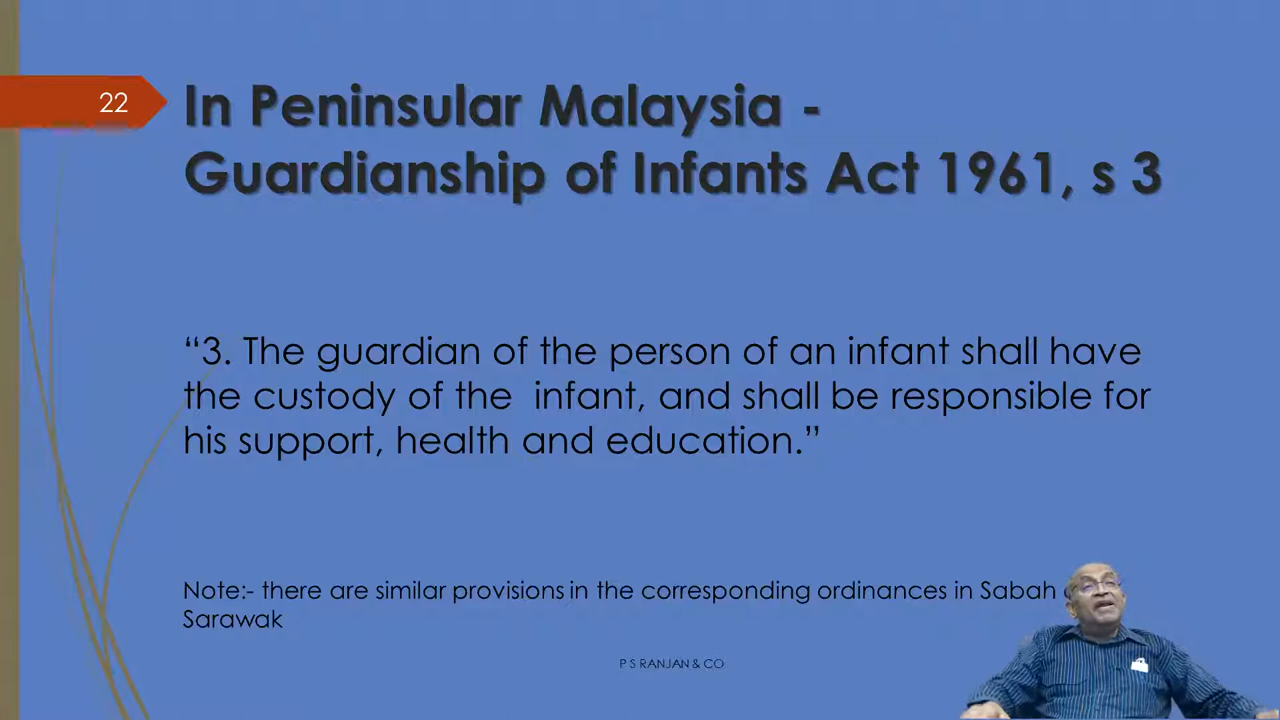 22
In Peninsular Malaysia -
Guardianship of Infants Act 1961, s 3
“3. The guardian of the person of an infant shall have
the custody of the infant, and shall be responsible for
his support, health and education.”
Note:- there are similar provisions in the corresponding ordinances in Sabah
Sarawak
P S RANJAN & CO